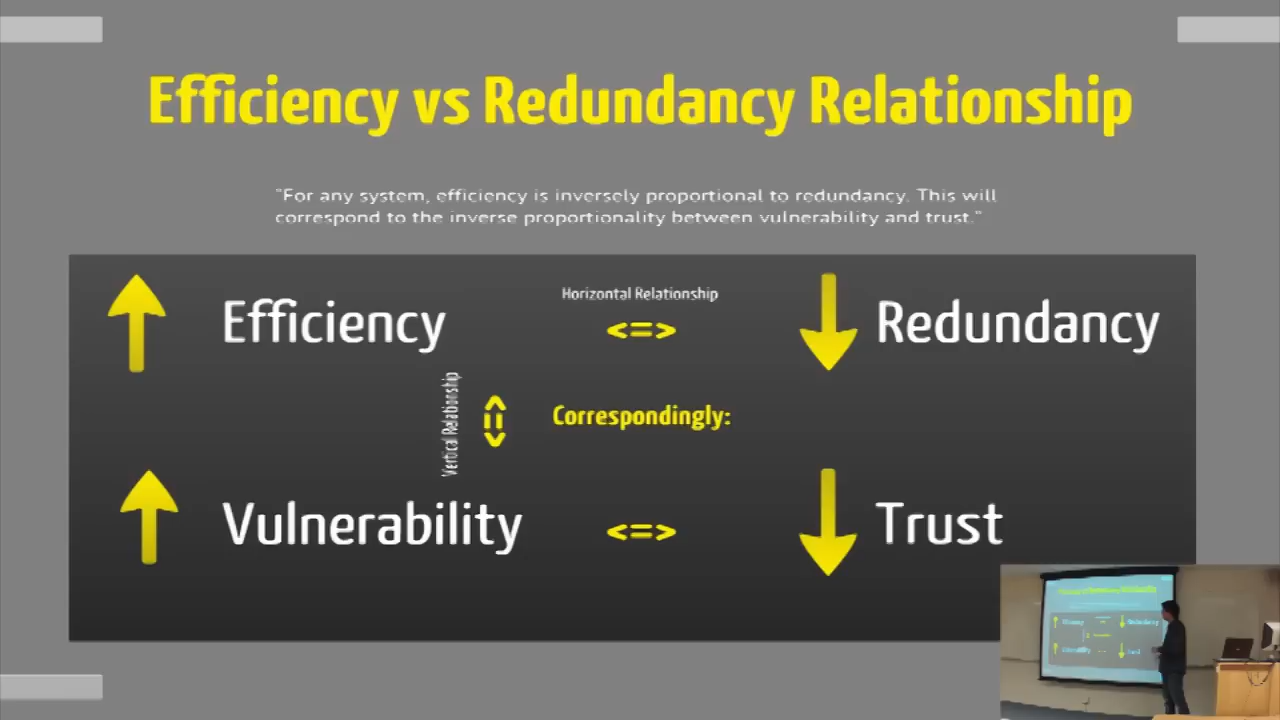 Efficiency vs Redundancy Relationship
"For any system, efficiency is inversely proportional to redundancy. This will
correspond to the inverse proportionality between vulnerability and trust."
Horizontal Relationship
Efficiency <=> Redundancy
Vertical Relationship
<=>
Correspondingly:
Vulnerability <=> Trust